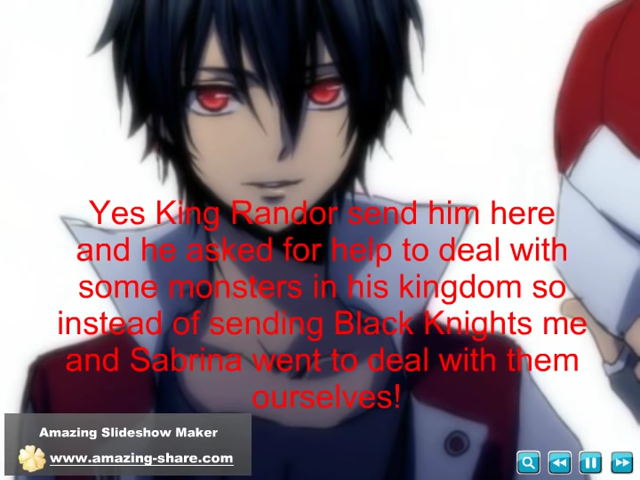 Yes King Randor send him here
and he asked for help to deal with
some monsters in his kingdom so
instead of sending Black Knights me
and Sabrina went to deal with them
ourselves!
Amazing Slideshow Maker
www.amazing-share.com